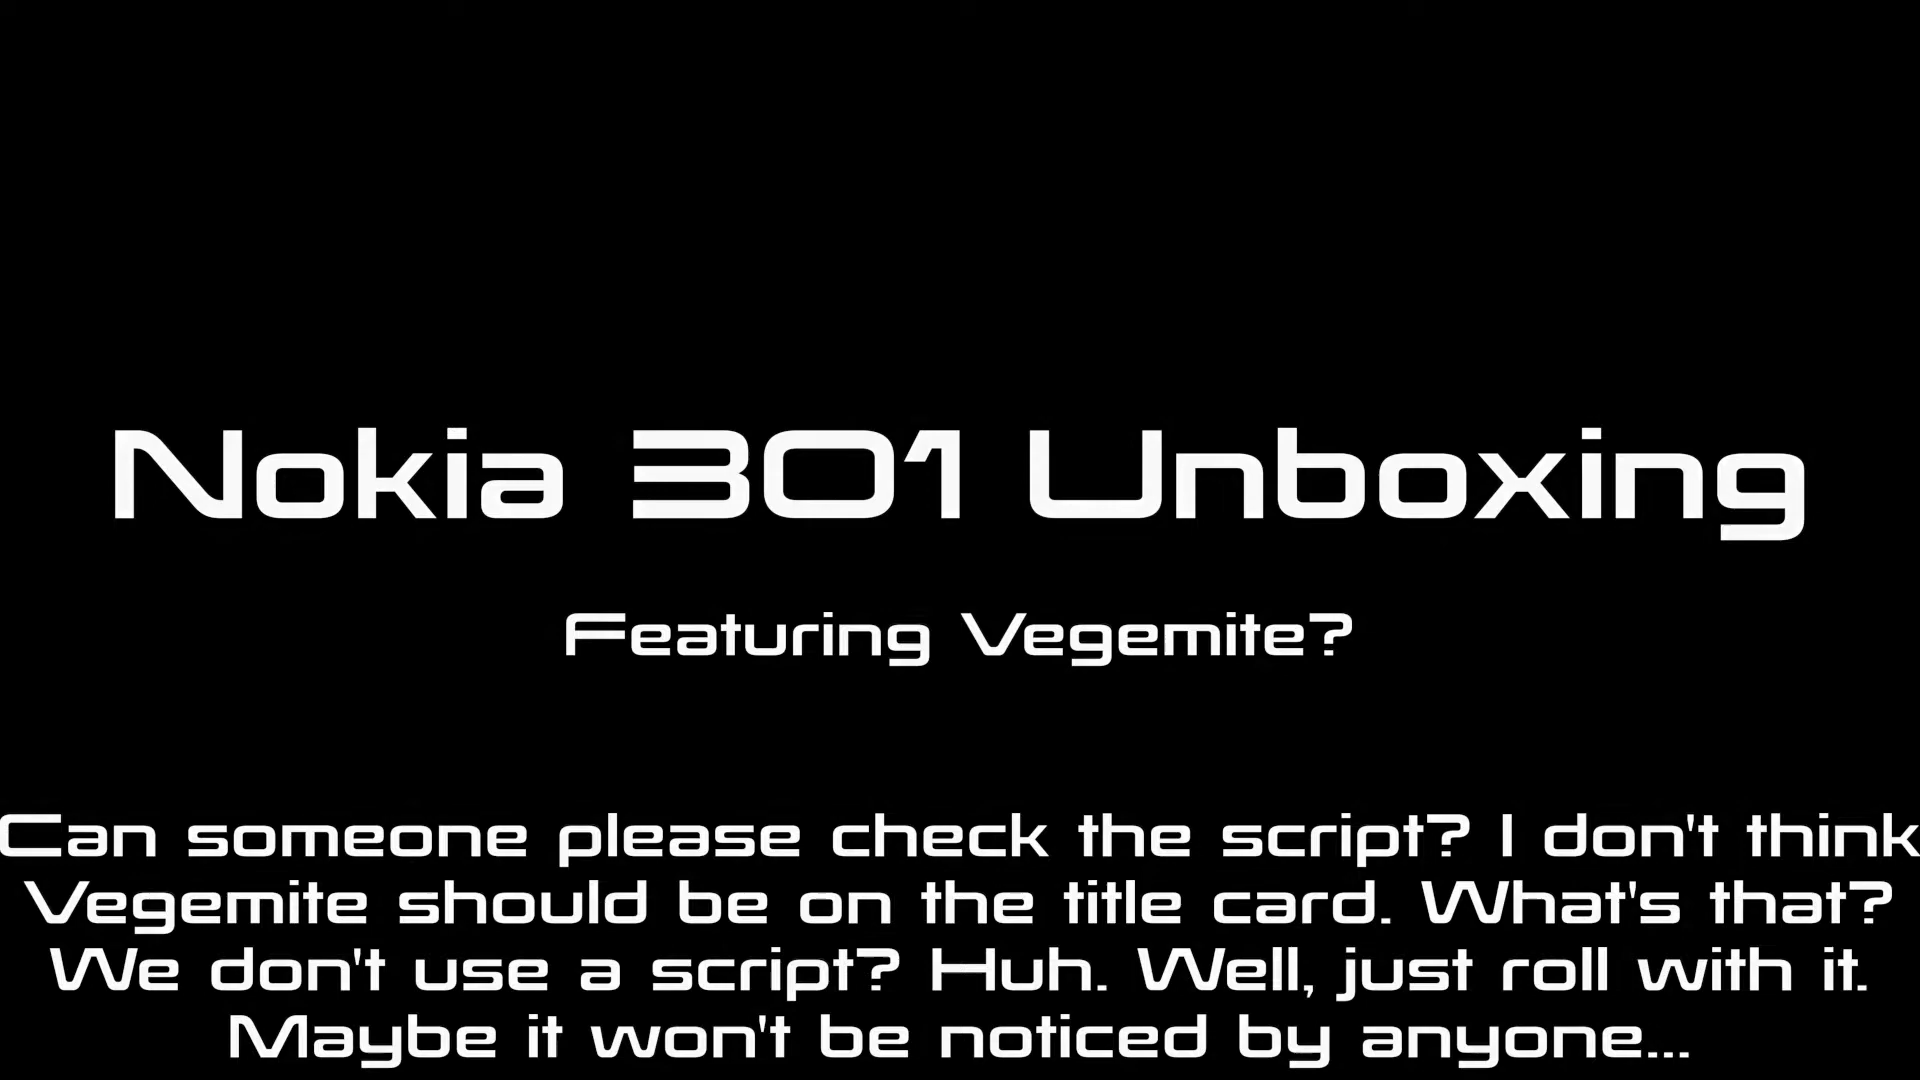 Nokia 301 Unboxing
Featuring Vegemite?
Can someone please check the script? I don't think
Vegemite should be on the title card. What's that?
We don't use a script? Huh. Well, just roll with it.
Maybe it won't be noticed by anyone...